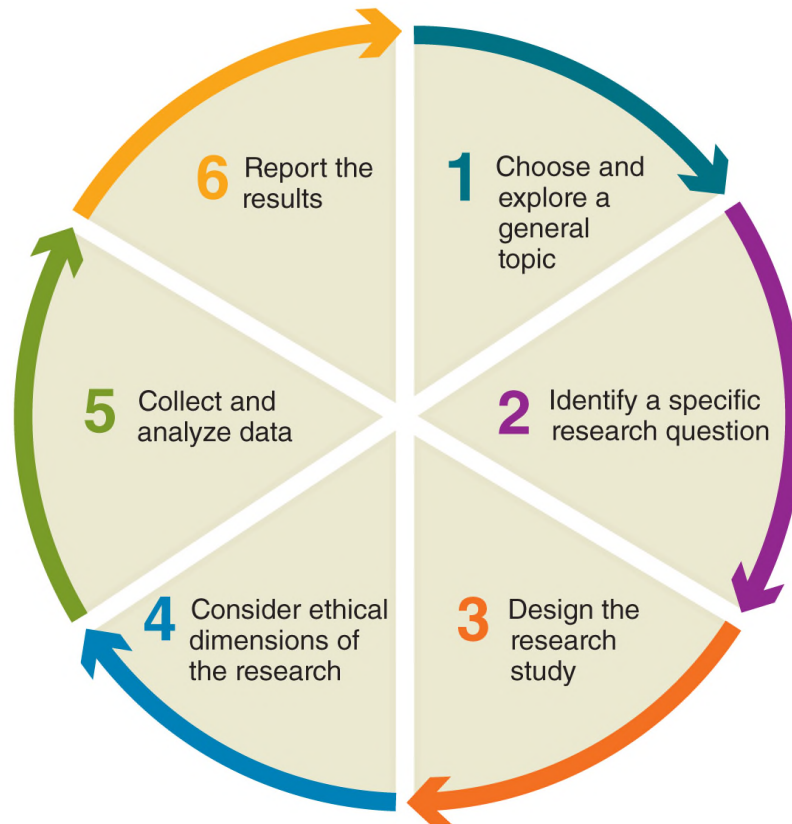 1 Choose and
explore a
general
topic
2 Identify a specific
research question
3 Design the
research
study
4 Consider ethical
dimensions of
the research
5 Collect and
analyze data
6 Report the
results